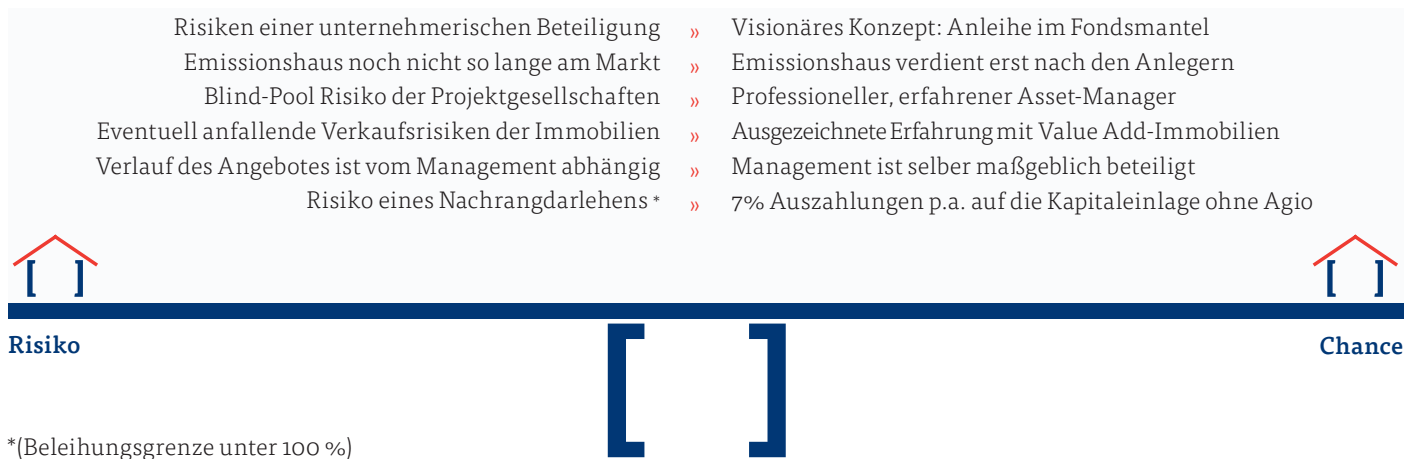 Risiken einer unternehmerischen Beteiligung » Visionäres Konzept: Anleihe im Fondsmantel
Emissionshaus noch nicht so lange am Markt » Emissionshaus verdient erst nach den Anlegern
Blind-Pool Risiko der Projektgesellschaften » Professioneller, erfahrener Asset-Manager
Eventuell anfallende Verkaufsrisiken der Immobilien » Ausgezeichnete Erfahrung mit Value Add-Immobilien
Verlauf des Angebotes ist vom Management abhängig » Management ist selber maßgeblich beteiligt
Risiko eines Nachrangdarlehens * » 7% Auszahlungen p.a. auf die Kapitaleinlage ohne Agio
Risiko Chance
*(Beleihungsgrenze unter 100 %)